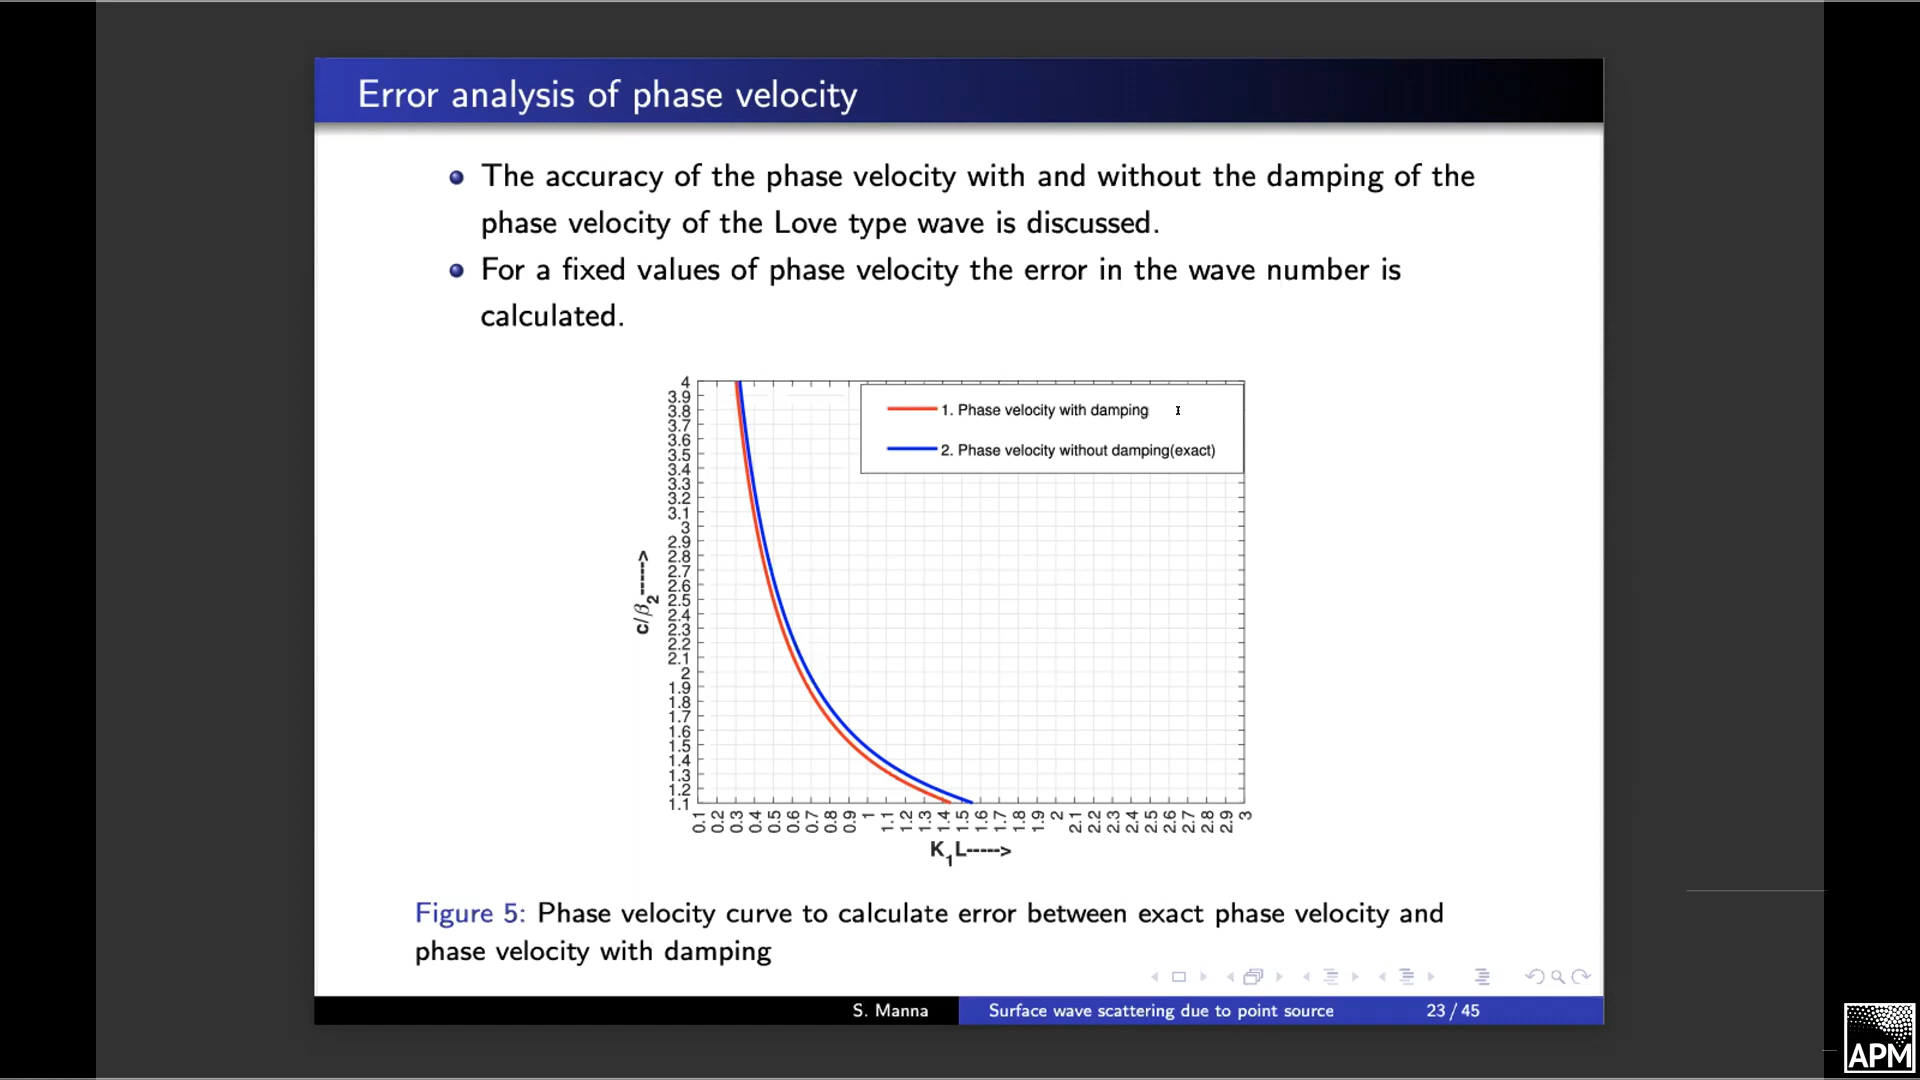 Error analysis of phase velocity
The accuracy of the phase velocity with and without the damping of the
phase velocity of the Love type wave is discussed.
For a fixed values of phase velocity the error in the wave number is
calculated.
4
3.9
3.8
3.7
3.6
3.5
3.4
3.3
3.2
3.1
3
2.9
2.8
2.7
2.6
2.5
2.4
2.3
2.2
2.1
2
1.9
1.8
1.7
1.6
1.5
1.4
1.3
1.2
1.1
c/β2----->
1. Phase velocity with damping
2. Phase velocity without damping(exact)
0.1 0.2 0.3 0.4 0.5 0.6 0.7 0.8 0.9 1 1.1 1.2 1.3 1.4 1.5 1.6 1.7 1.8 1.9 2 2.1 2.2 2.3 2.4 2.5 2.6 2.7 2.8 2.9 3
K1L----->
Figure 5: Phase velocity curve to calculate error between exact phase velocity and
phase velocity with damping
S. Manna Surface wave scattering due to point source 23 / 45
APM